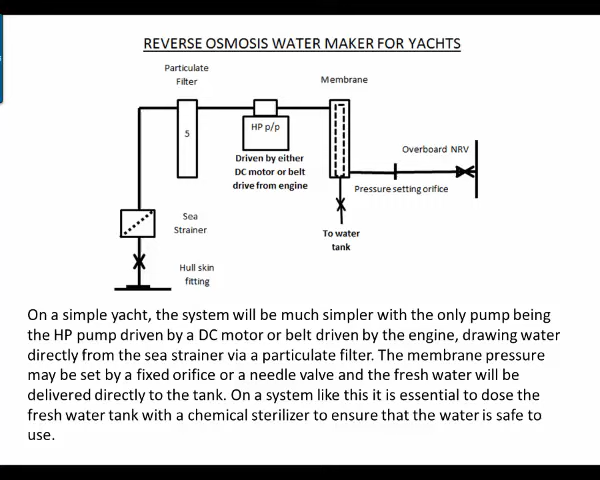 REVERSE OSMOSIS WATER MAKER FOR YACHTS
Particulate
Filter
Membrane
5
HP p/p
Driven by either
DC motor or belt
drive from engine
Overboard NRV
Pressure setting orifice
Sea
Strainer
To water
tank
Hull skin
fitting
On a simple yacht, the system will be much simpler with the only pump being
the HP pump driven by a DC motor or belt driven by the engine, drawing water
directly from the sea strainer via a particulate filter. The membrane pressure
may be set by a fixed orifice or a needle valve and the fresh water will be
delivered directly to the tank. On a system like this it is essential to dose the
fresh water tank with a chemical sterilizer to ensure that the water is safe to
use.